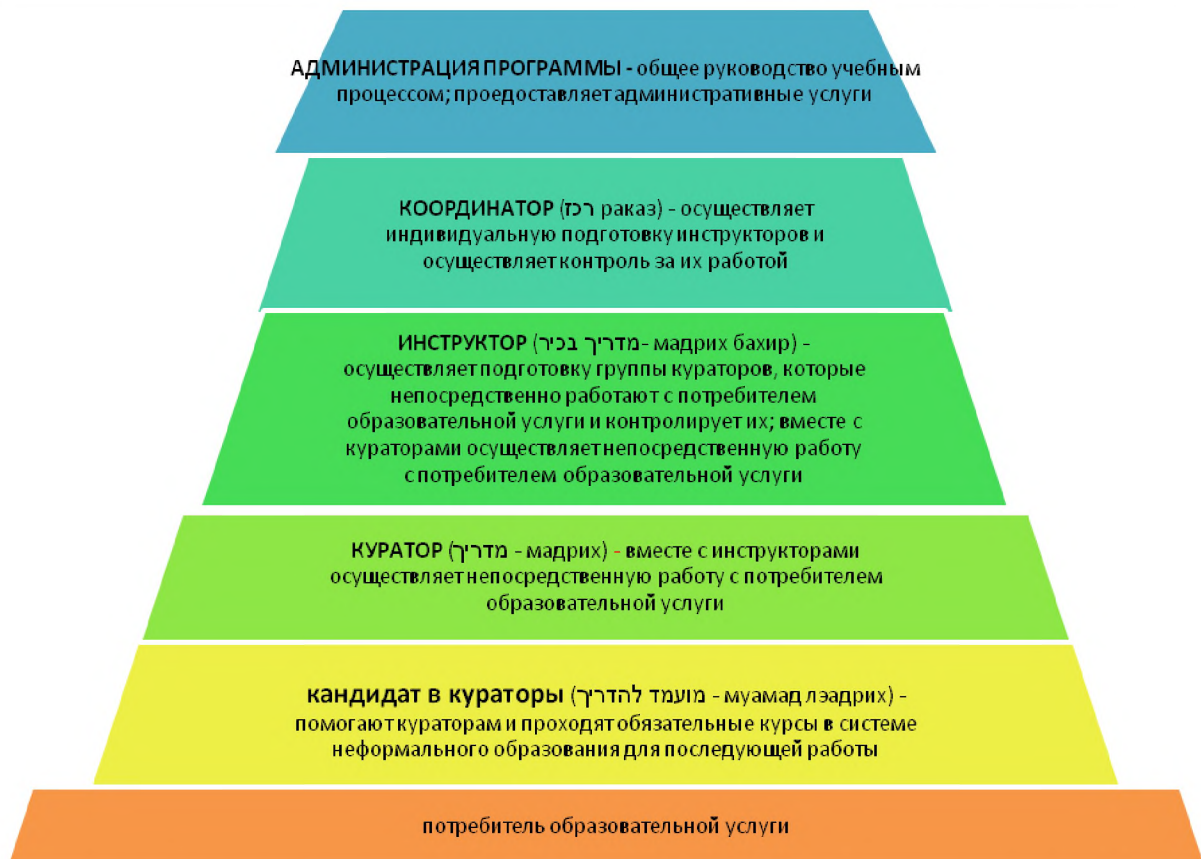 АДМИНИСТРАЦИЯ ПРОГРАММЫ - общее руководство учебным
процессом; проедоставляет административные услуги
КООРДИНАТОР (רכז раказ) - осуществляет
индивидуальную подготовку инструкторов и
осуществляет контроль за их работой
ИНСТРУКТОР (מדריך בכיר- мадрих бахир) -
осуществляет подготовку группы кураторов, которые
непосредственно работают с потребителем
образовательной услуги и контролирует их; вместе с
кураторами осуществляет непосредственную работу
с потребителем образовательной услуги
КУРАТОР (מדריך - мадрих) - вместе с инструкторами
осуществляет непосредственную работу с потребителем
образовательной услуги
кандидат в кураторы (מועמד להדריך - муамад лэадрих) -
помогают кураторам и проходят обязательные курсы в системе
неформального образования для последующей работы
потребитель образовательной услуги